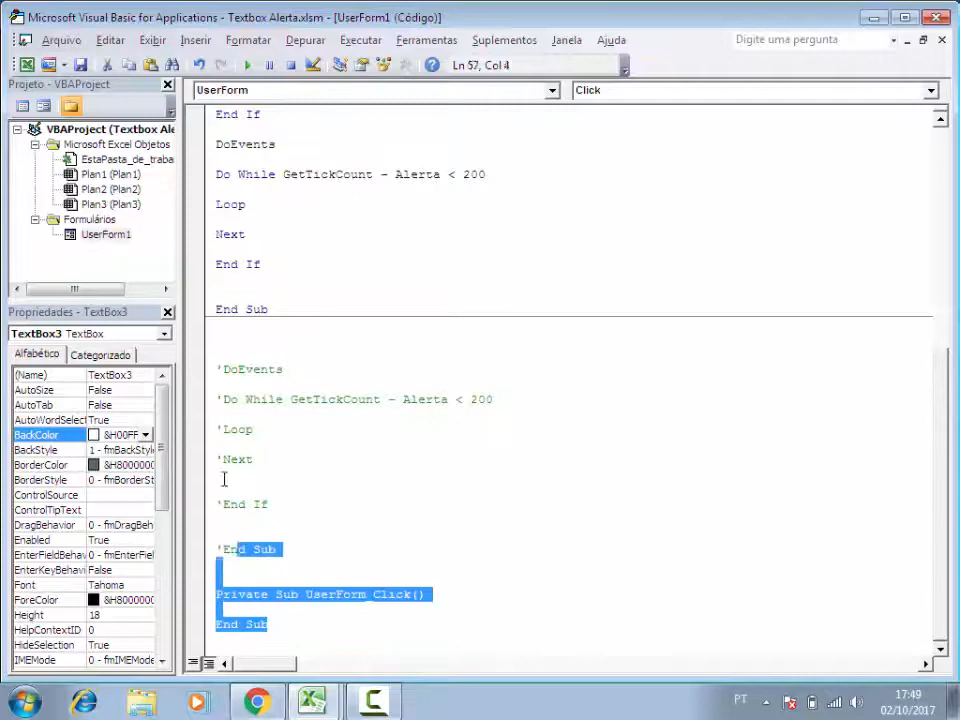 Microsoft Visual Basic for Applications - Textbox Alerta.xlsm - [UserForm1 (Código)]
Arquivo Editar Exibir Inserir Formatar Depurar Executar Ferramentas Suplementos Janela Ajuda Digite uma pergunta
Ln 57, Col 4
Projeto - VBAProject
UserForm Click
VBAProject (Textbox Ale
Microsoft Excel Objetos
EstaPasta_de_traba
Plan1 (Plan1)
Plan2 (Plan2)
Plan3 (Plan3)
Formulários
UserForm1
End If
DoEvents
Do While GetTickCount - Alerta < 200
Loop
Next
End If
End Sub
'DoEvents
'Do While GetTickCount - Alerta < 200
'Loop
'Next
'End If
'End Sub
Private Sub UserForm_Click()
End Sub
Propriedades - TextBox3
TextBox3 TextBox
Alfabético Categorizado
(Name) TextBox3
AutoSize False
AutoTab False
AutoWordSelect True
BackColor &H00FF
BackStyle 1 - fmBackStyle
BorderColor &H8000000
BorderStyle 0 - fmBorderSt
ControlSource
ControlTipText
DragBehavior 0 - fmDragBeh
Enabled True
EnterFieldBehav 0 - fmEnterFiel
EnterKeyBehavi False
Font Tahoma
ForeColor &H8000000
Height 18
HelpContextID 0
HideSelection True
IMEMode 0 - fmIMEMode
PT
17:49
02/10/2017